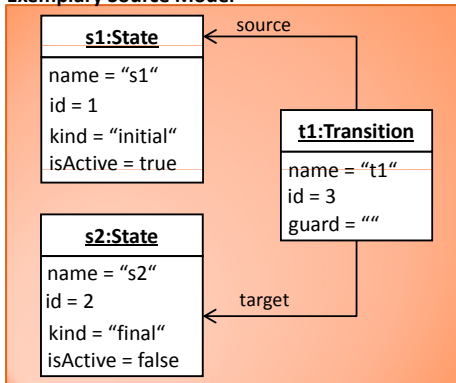 Exemplary Source Model
s1:State
name = “s1“
id = 1
kind = “initial“
isActive = true
source
t1:Transition
name = “t1“
id = 3
guard = “"
s2:State
name = “s2”
id = 2
kind = “final“
isActive = false
target